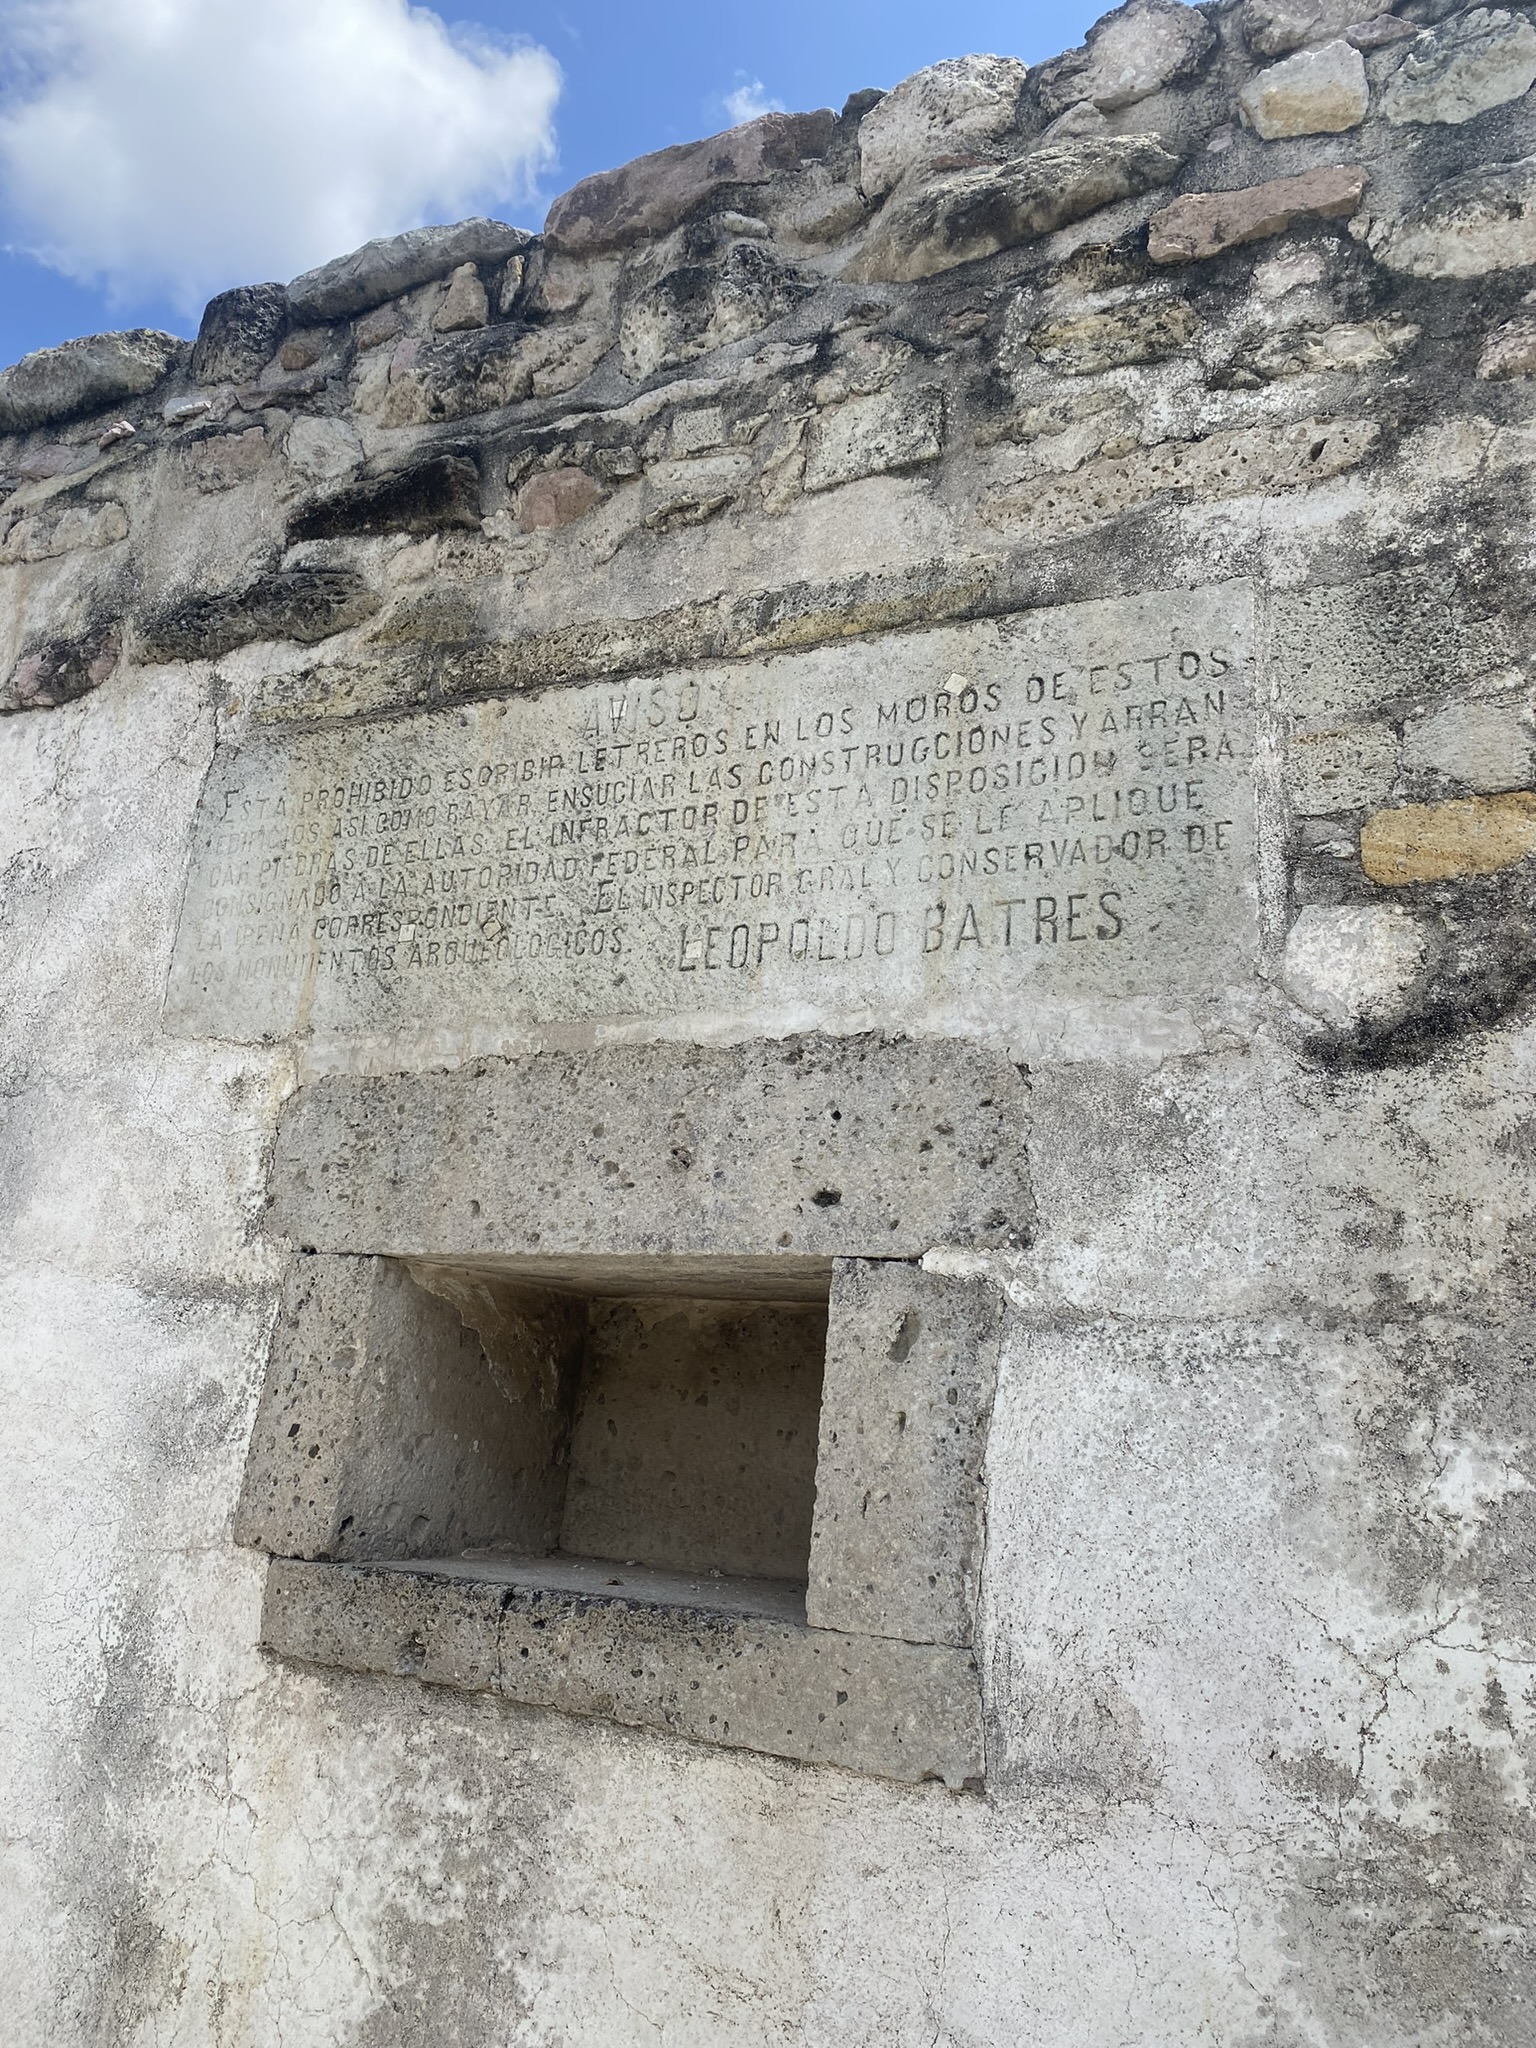 AVISO
ESTA PROHIBIDO ESCRIBIR LETREROS EN LOS MUROS DE ESTOS
EDIFICIOS ASI COMO RAYAR, ENSUCIAR LAS CONSTRUCCIONES Y ARRAN
CAR PIEDRAS DE ELLAS. EL INFRACTOR DE ESTA DISPOSICION SERA
CONSIGNADO A LA AUTORIDAD FEDERAL PARA QUE SE LE APLIQUE
LA PENA CORRESPONDIENTE. EL INSPECTOR GRAL Y CONSERVADOR DE
LOS MONUMENTOS ARQUEOLOGICOS. LEOPOLDO BATRES